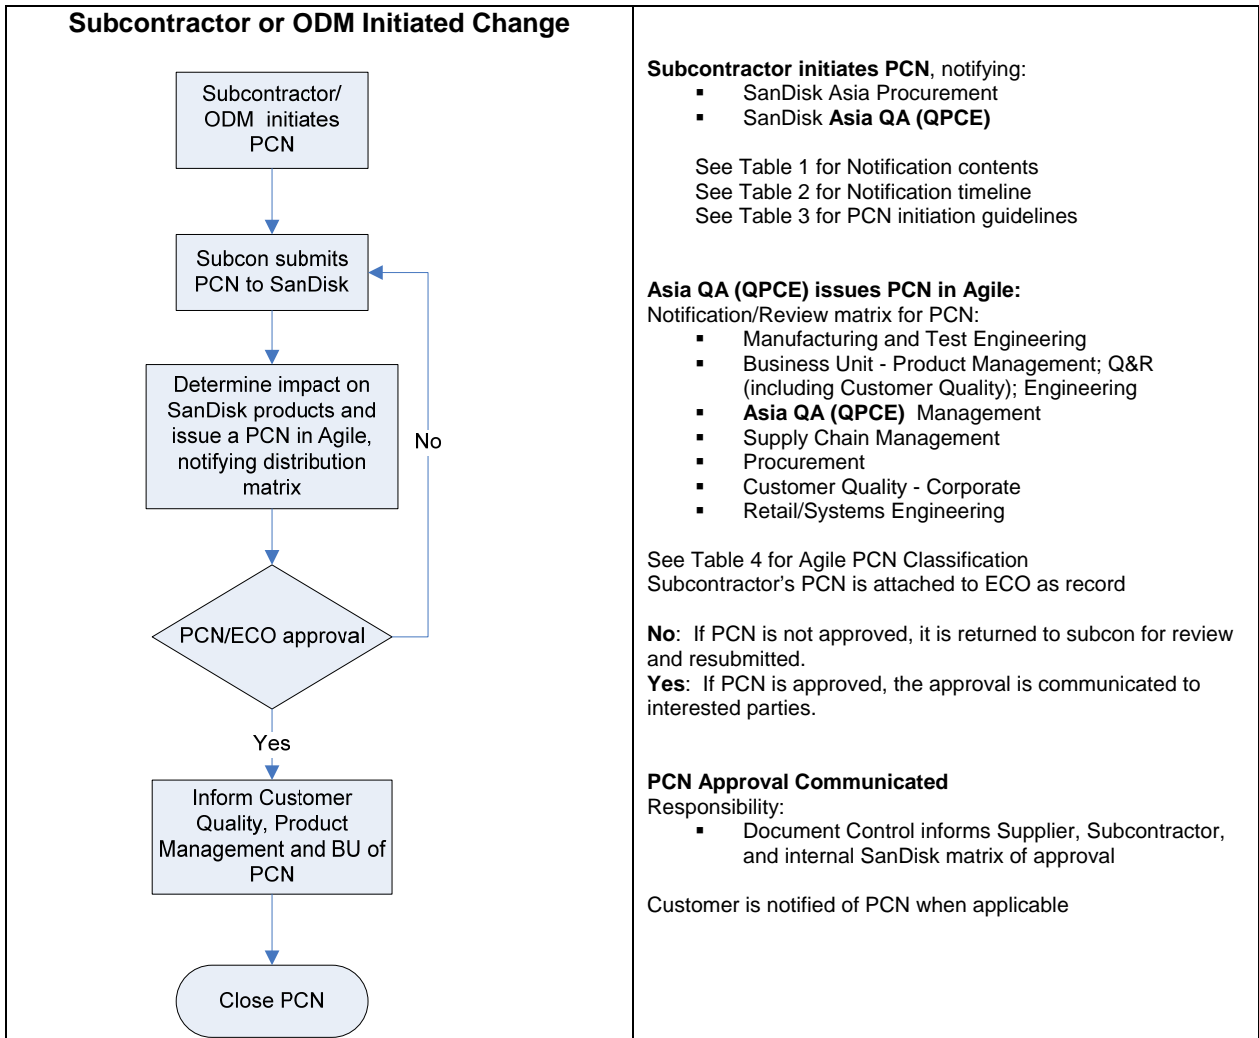 Subcontractor or ODM Initiated Change
Subcontractor/
ODM initiates
PCN
Subcon submits
PCN to SanDisk
Determine impact on
SanDisk products and
issue a PCN in Agile,
notifying distribution
matrix
No
PCN/ECO approval
Yes
Inform Customer
Quality, Product
Management and BU of
PCN
Close PCN
Subcontractor initiates PCN, notifying:
▪ SanDisk Asia Procurement
▪ SanDisk Asia QA (QPCE)
See Table 1 for Notification contents
See Table 2 for Notification timeline
See Table 3 for PCN initiation guidelines
Asia QA (QPCE) issues PCN in Agile:
Notification/Review matrix for PCN:
▪ Manufacturing and Test Engineering
▪ Business Unit - Product Management; Q&R
(including Customer Quality); Engineering
▪ Asia QA (QPCE) Management
▪ Supply Chain Management
▪ Procurement
▪ Customer Quality - Corporate
▪ Retail/Systems Engineering
See Table 4 for Agile PCN Classification
Subcontractor's PCN is attached to ECO as record
No: If PCN is not approved, it is returned to subcon for review
and resubmitted.
Yes: If PCN is approved, the approval is communicated to
interested parties.
PCN Approval Communicated
Responsibility:
▪ Document Control informs Supplier, Subcontractor,
and internal SanDisk matrix of approval
Customer is notified of PCN when applicable